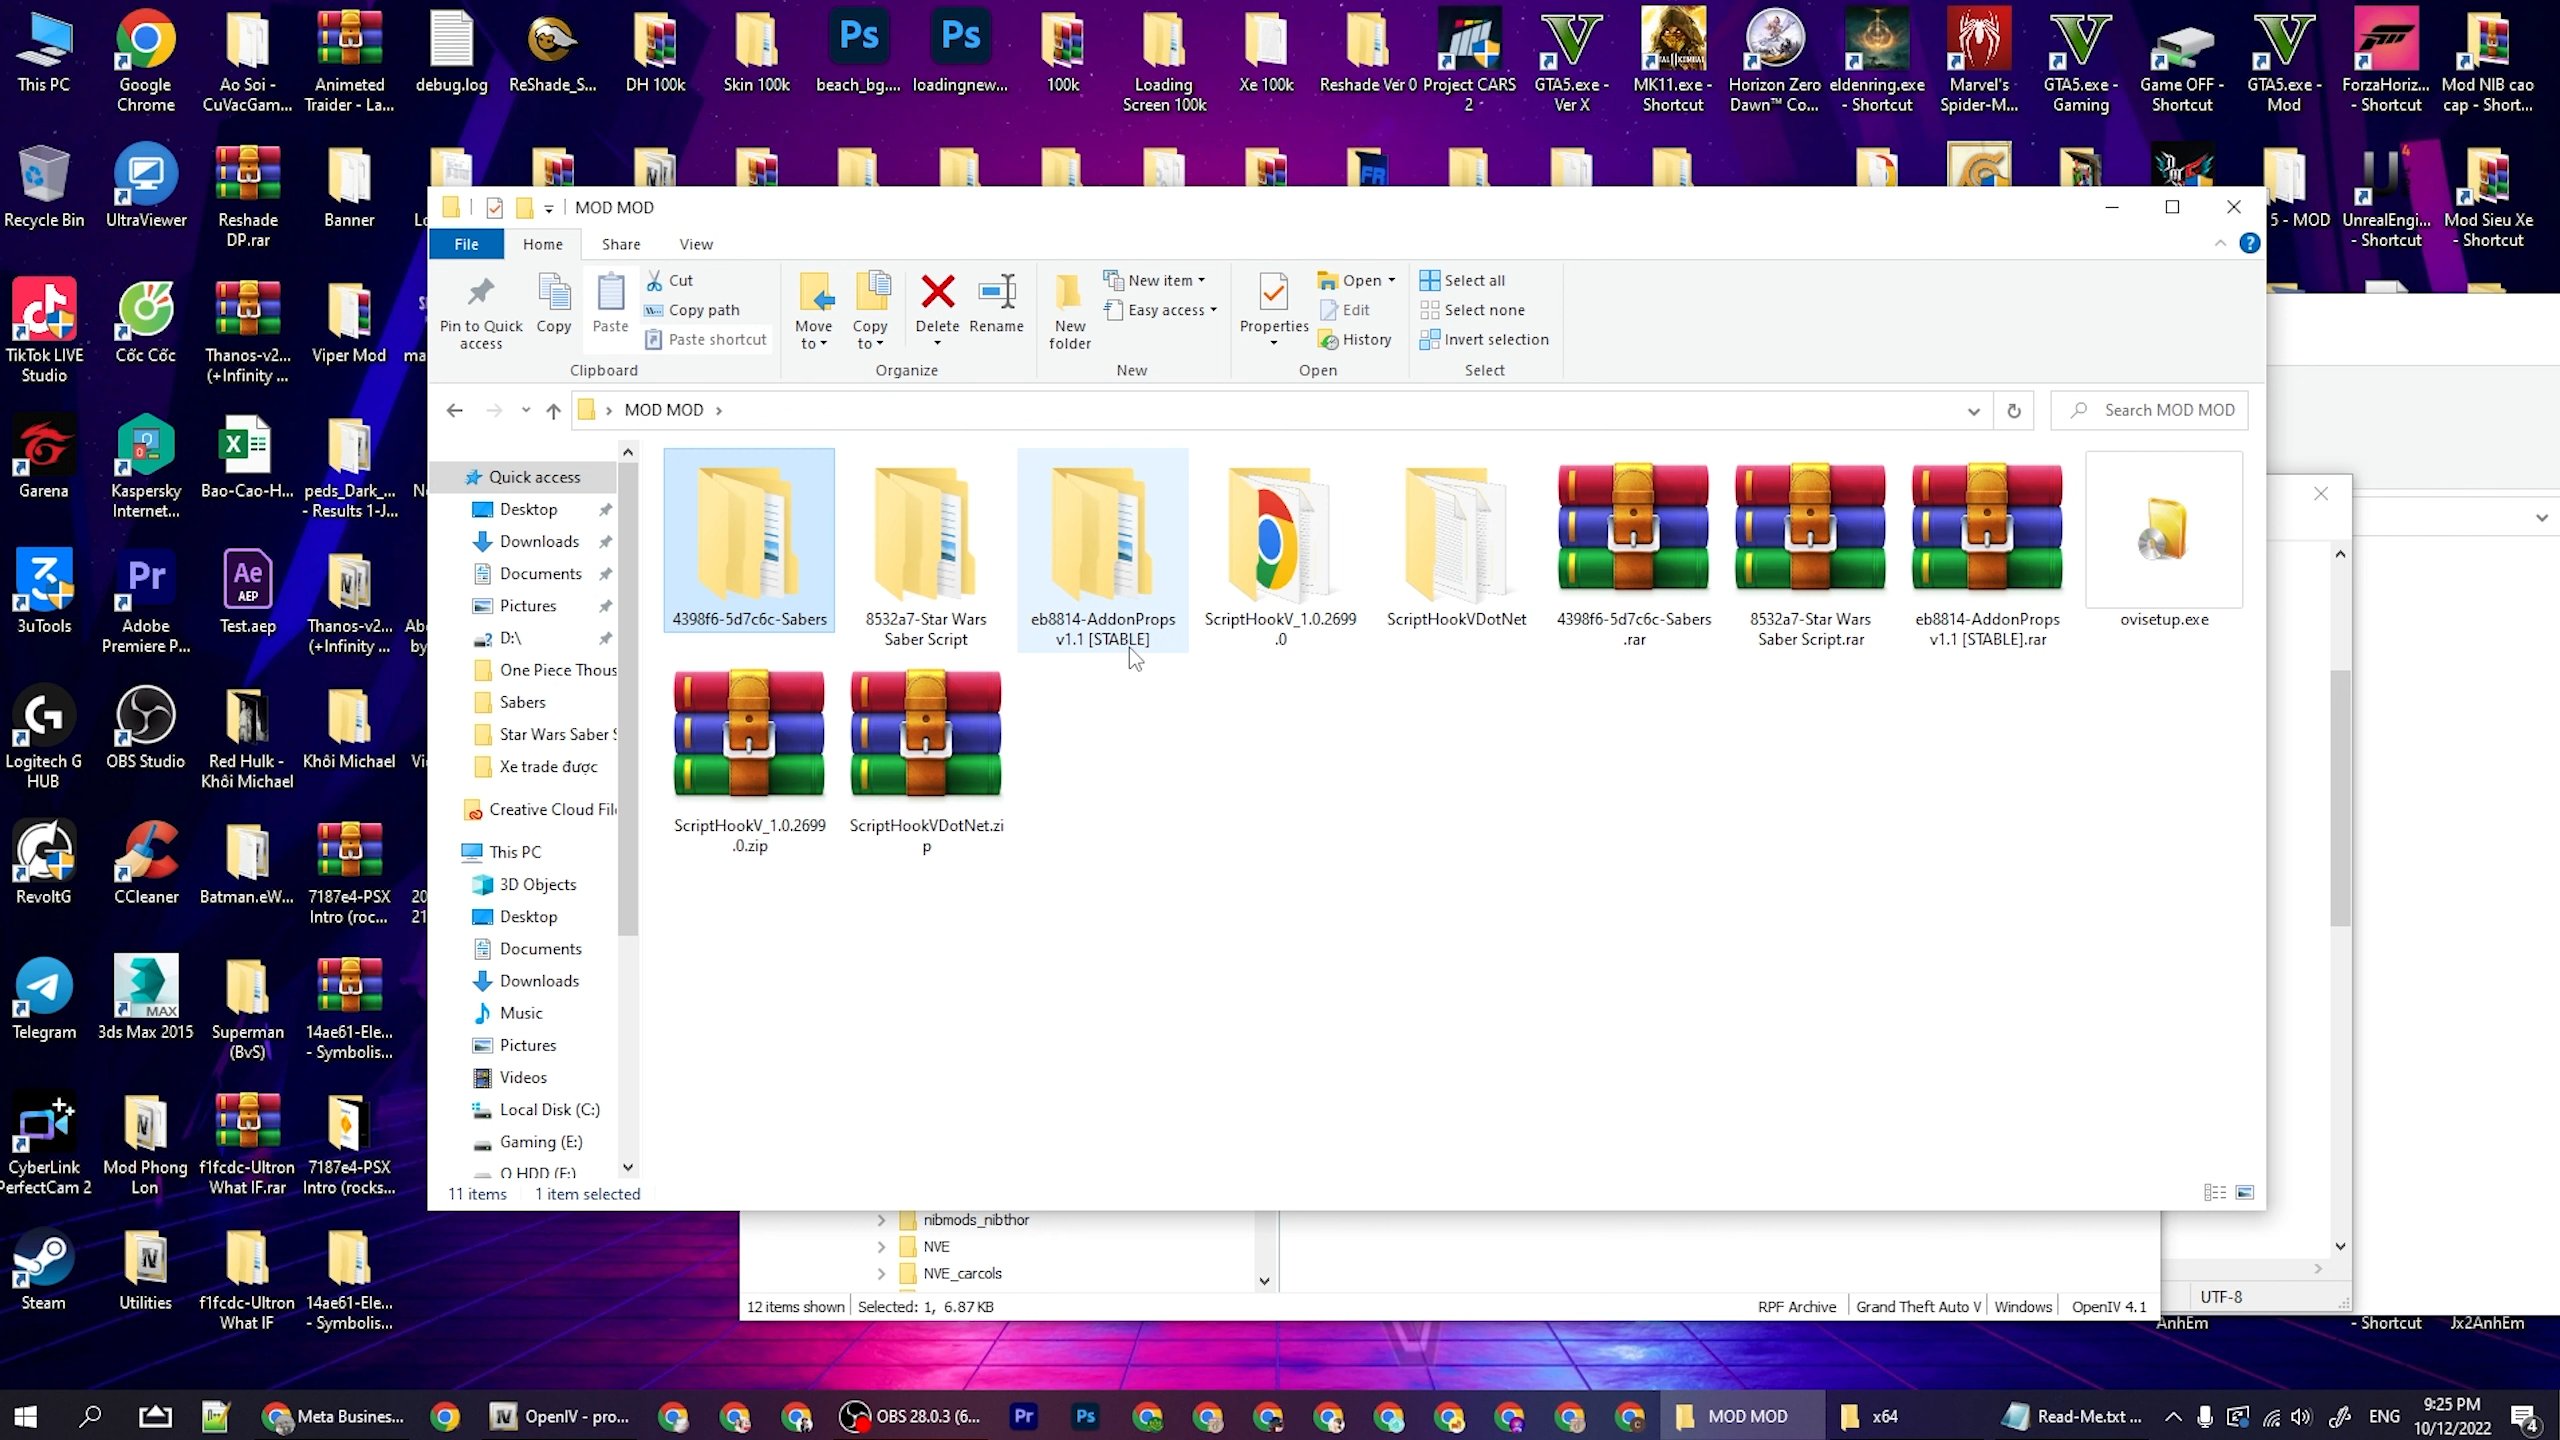 This PC
Google
Chrome
Ao Soi -
CuVacGam...
Animated
Traider - La...
debug.log
ReShade_S...
DH 100k
Skin 100k
beach_bg....
loadingnew...
100k
Loading
Screen 100k
Xe 100k
Reshade Ver 0
Project CARS
2
GTA5.exe -
Ver X
MK11.exe -
Shortcut
Horizon Zero
Dawn™ Co...
eldenring.exe
- Shortcut
Marvel's
Spider-M...
GTA5.exe -
Gaming
Game OFF -
Shortcut
GTA5.exe -
Mod
ForzaHoriz...
- Shortcut
Mod NIB cao
cap - Short...
Recycle Bin
UltraViewer
Reshade
DP.rar
Banner
5 - MOD
UnrealEngi...
- Shortcut
Mod Sieu Xe
- Shortcut
TikTok LIVE
Studio
Cốc Cốc
Thanos-v2...
(+Infinity ...
Viper Mod
Garena
Kaspersky
Internet...
Bao-Cao-H...
peds_Dark_...
- Results 1-J...
3uTools
Adobe
Premiere P...
Test.aep
Thanos-v2...
(+Infinity ...
Logitech G
HUB
OBS Studio
Red Hulk -
Khôi Michael
Khôi Michael
RevoltG
CCleaner
Batman.eW...
7187e4-PSX
Intro (roc...
Telegram
3ds Max 2015
Superman
(BvS)
14ae61-Ele...
- Symbolis...
CyberLink
PerfectCam 2
Mod Phong
Lon
f1fcdc-Ultron
What IF.rar
7187e4-PSX
Intro (rocks...
Steam
Utilities
f1fcdc-Ultron
What IF
14ae61-Ele...
- Symbolis...
MOD MOD
File
Home
Share
View
Pin to Quick
access
Copy
Paste
Cut
Copy path
Paste shortcut
Clipboard
Move
to
Copy
to
Delete
Rename
Organize
New
folder
New item
Easy access
New
Properties
Open
Edit
History
Open
Select all
Select none
Invert selection
Select
MOD MOD
Search MOD MOD
Quick access
Desktop
Downloads
Documents
Pictures
D:\
One Piece Thous
Sabers
Star Wars Saber S
Xe trade được
Creative Cloud Fil
This PC
3D Objects
Desktop
Documents
Downloads
Music
Pictures
Videos
Local Disk (C:)
Gaming (E:)
O HDD (F:)
4398f6-5d7c6c-Sabers
8532a7-Star Wars
Saber Script
eb8814-AddonProps
v1.1 [STABLE]
ScriptHookV_1.0.2699
.0
ScriptHookVDotNet
4398f6-5d7c6c-Sabers
.rar
8532a7-Star Wars
Saber Script.rar
eb8814-AddonProps
v1.1 [STABLE].rar
ovisetup.exe
ScriptHookV_1.0.2699
.0.zip
ScriptHookVDotNet.zi
p
11 items
1 item selected
nibmods_nibthor
NVE
NVE_carcols
12 items shown
Selected: 1, 6.87 KB
RPF Archive
Grand Theft Auto V
Windows
OpenIV 4.1
UTF-8
AnhEm
- Shortcut
Jx2AnhEm
Meta Busines...
OpenIV - pro...
OBS 28.0.3 (6...
MOD MOD
x64
Read-Me.txt ...
ENG
9:25 PM
10/12/2022
4